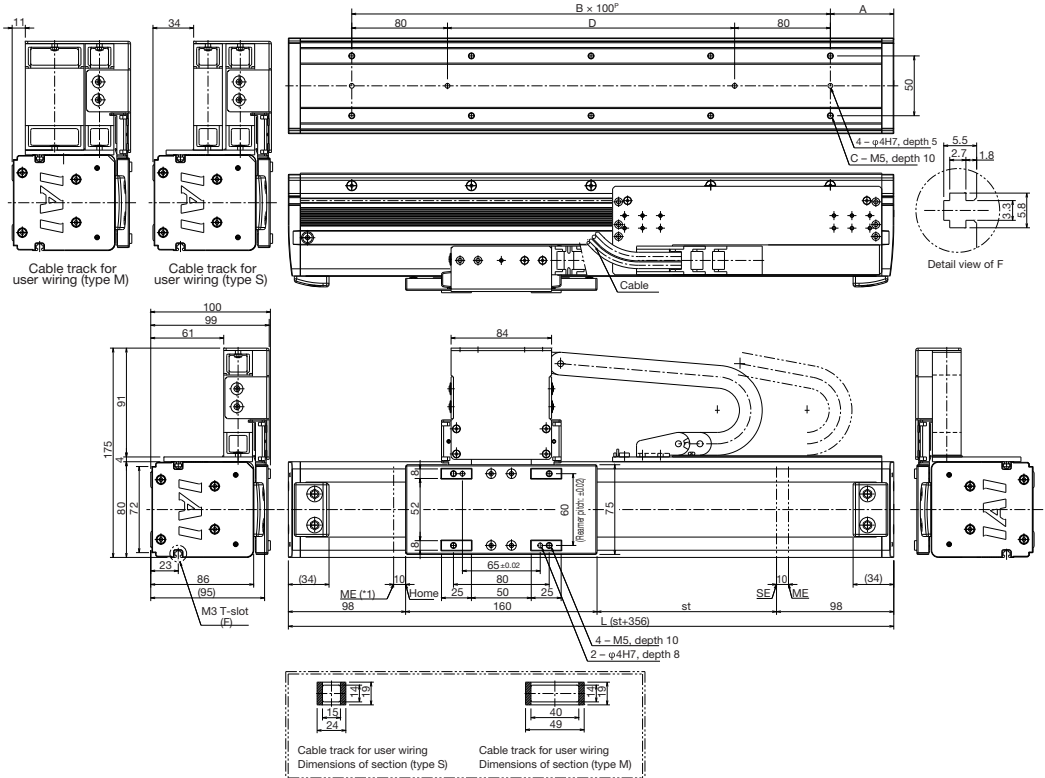 11
34
B × 100ᴾ
A
80
D
80
50
4 – φ4H7, depth 5
C – M5, depth 10
5.5
2.7
1.8
3.3
5.8
Detail view of F
IAI
IAI
Cable track for
user wiring (type M)
Cable track for
user wiring (type S)
Cable
100
99
61
84
175
91
4
80
72
IAI
23
86
(95)
M3 T-slot
(F)
8
52
8
60
(Reamer pitch: ±0.02)
75
IAI
65±0.02
(34)
10
80
10
(34)
ME (*1)
Home
25
50
25
SE
ME
98
160
st
98
L (st+356)
4 – M5, depth 10
2 – φ4H7, depth 8
14
19
15
24
14
19
40
49
Cable track for user wiring
Dimensions of section (type S)
Cable track for user wiring
Dimensions of section (type M)